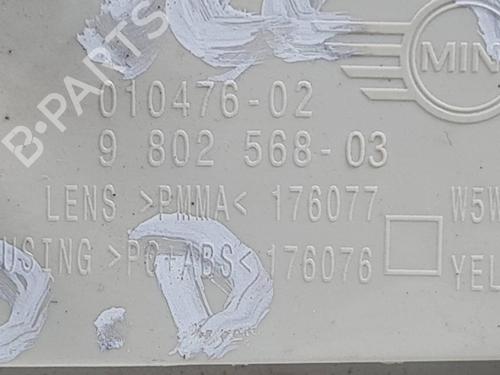 MINI
010476-02
9 802 568-03
LENS >PMMA< 176077 W5W
USING >PC+ABS< 176076 YEL
B-PARTS